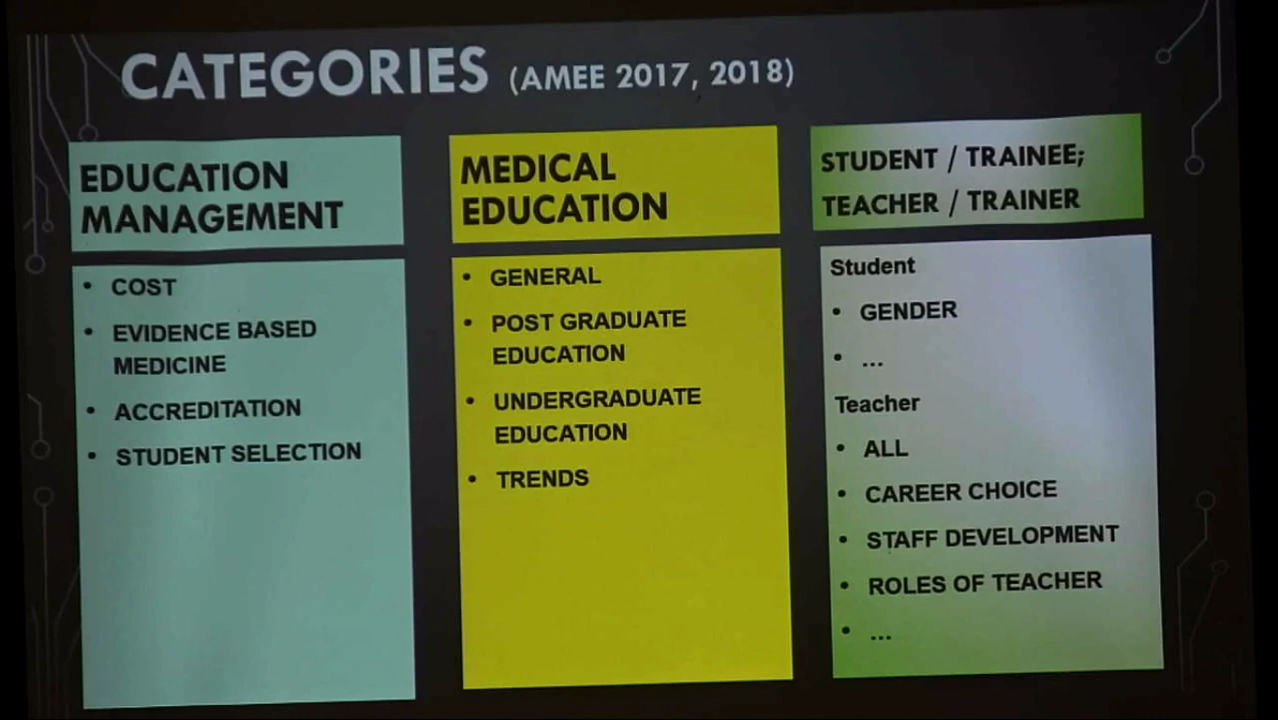 CATEGORIES (AMEE 2017, 2018)
EDUCATION
MANAGEMENT
• COST
• EVIDENCE BASED
MEDICINE
• ACCREDITATION
• STUDENT SELECTION
MEDICAL
EDUCATION
• GENERAL
• POST GRADUATE
EDUCATION
• UNDERGRADUATE
EDUCATION
• TRENDS
STUDENT / TRAINEE;
TEACHER / TRAINER
Student
• GENDER
• ...
Teacher
• ALL
• CAREER CHOICE
• STAFF DEVELOPMENT
• ROLES OF TEACHER
• ...